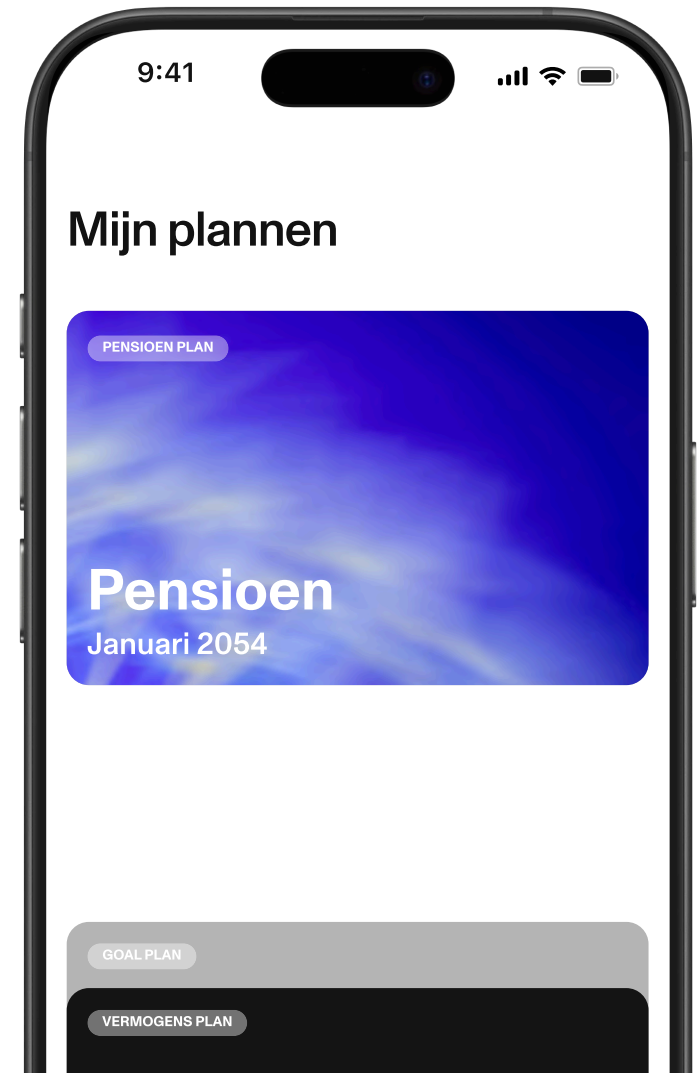 9:41
Mijn plannen
PENSIOEN PLAN
Pensioen
Januari 2054
GOAL PLAN
VERMOGENS PLAN